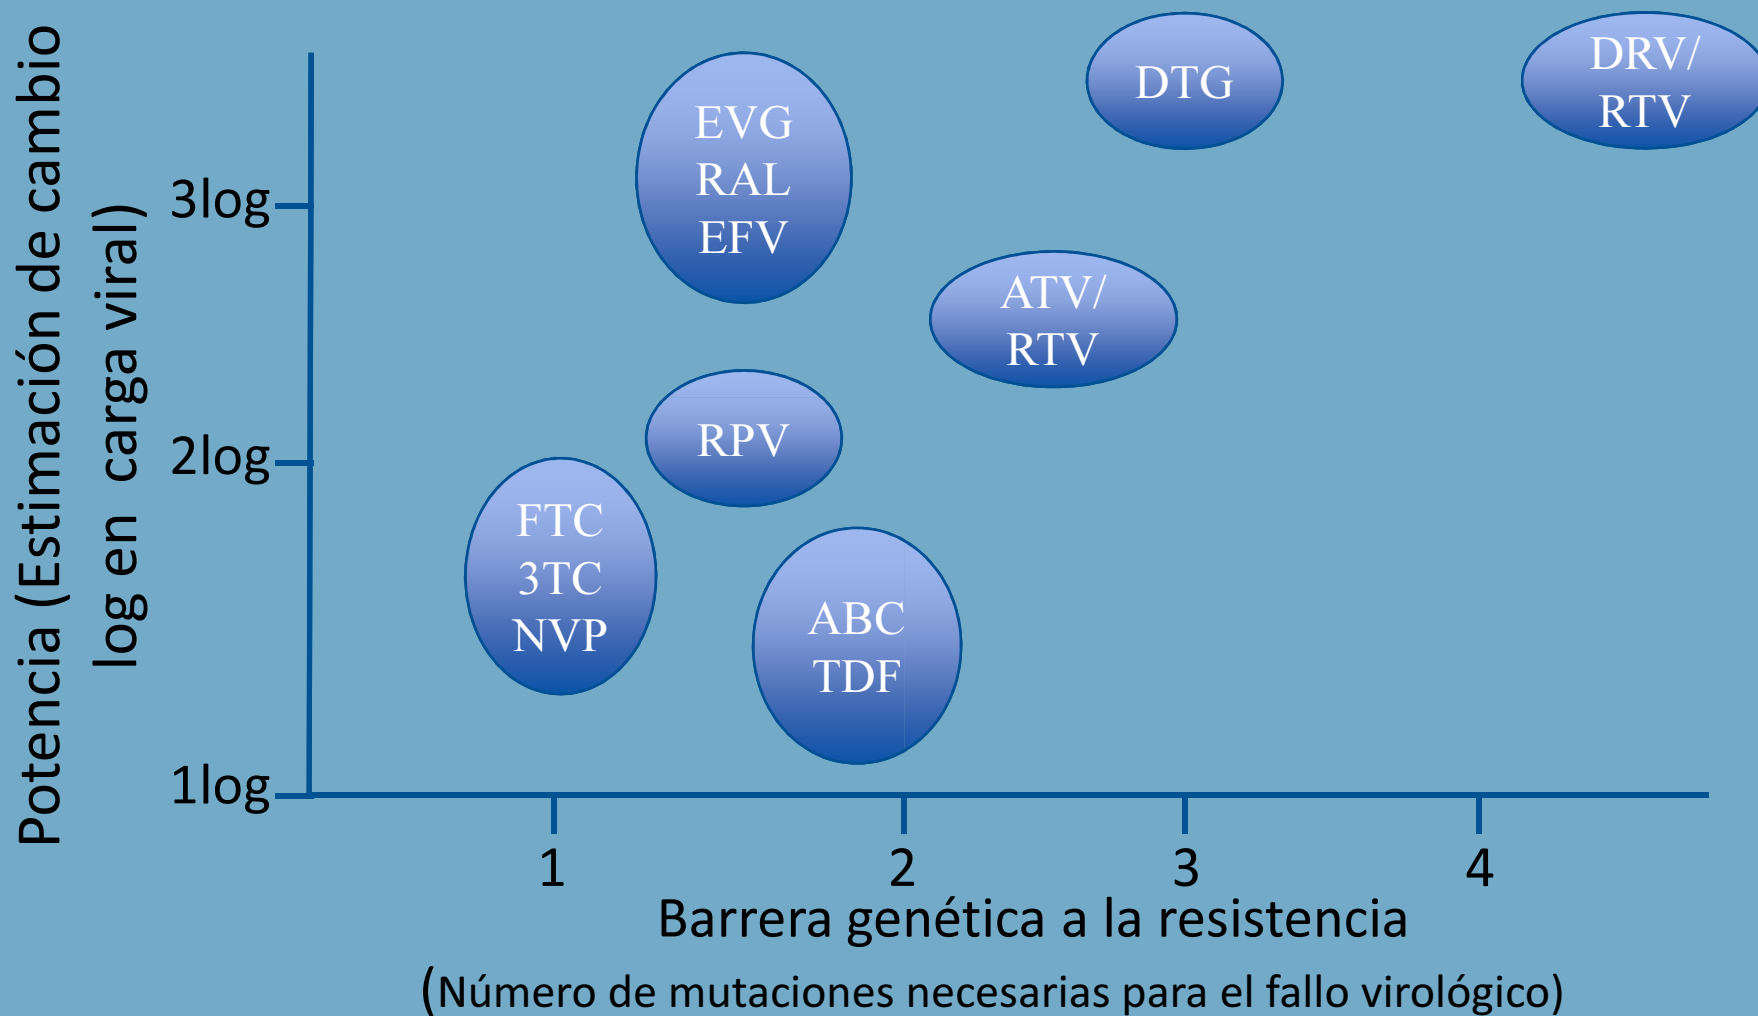 Potencia (Estimación de cambio
log en carga viral)
3log
2log
1log
EVG
RAL
EFV
DTG
DRV/
RTV
ATV/
RTV
RPV
FTC
3TC
NVP
ABC
TDF
1
2
3
4
Barrera genética a la resistencia
(Número de mutaciones necesarias para el fallo virológico)